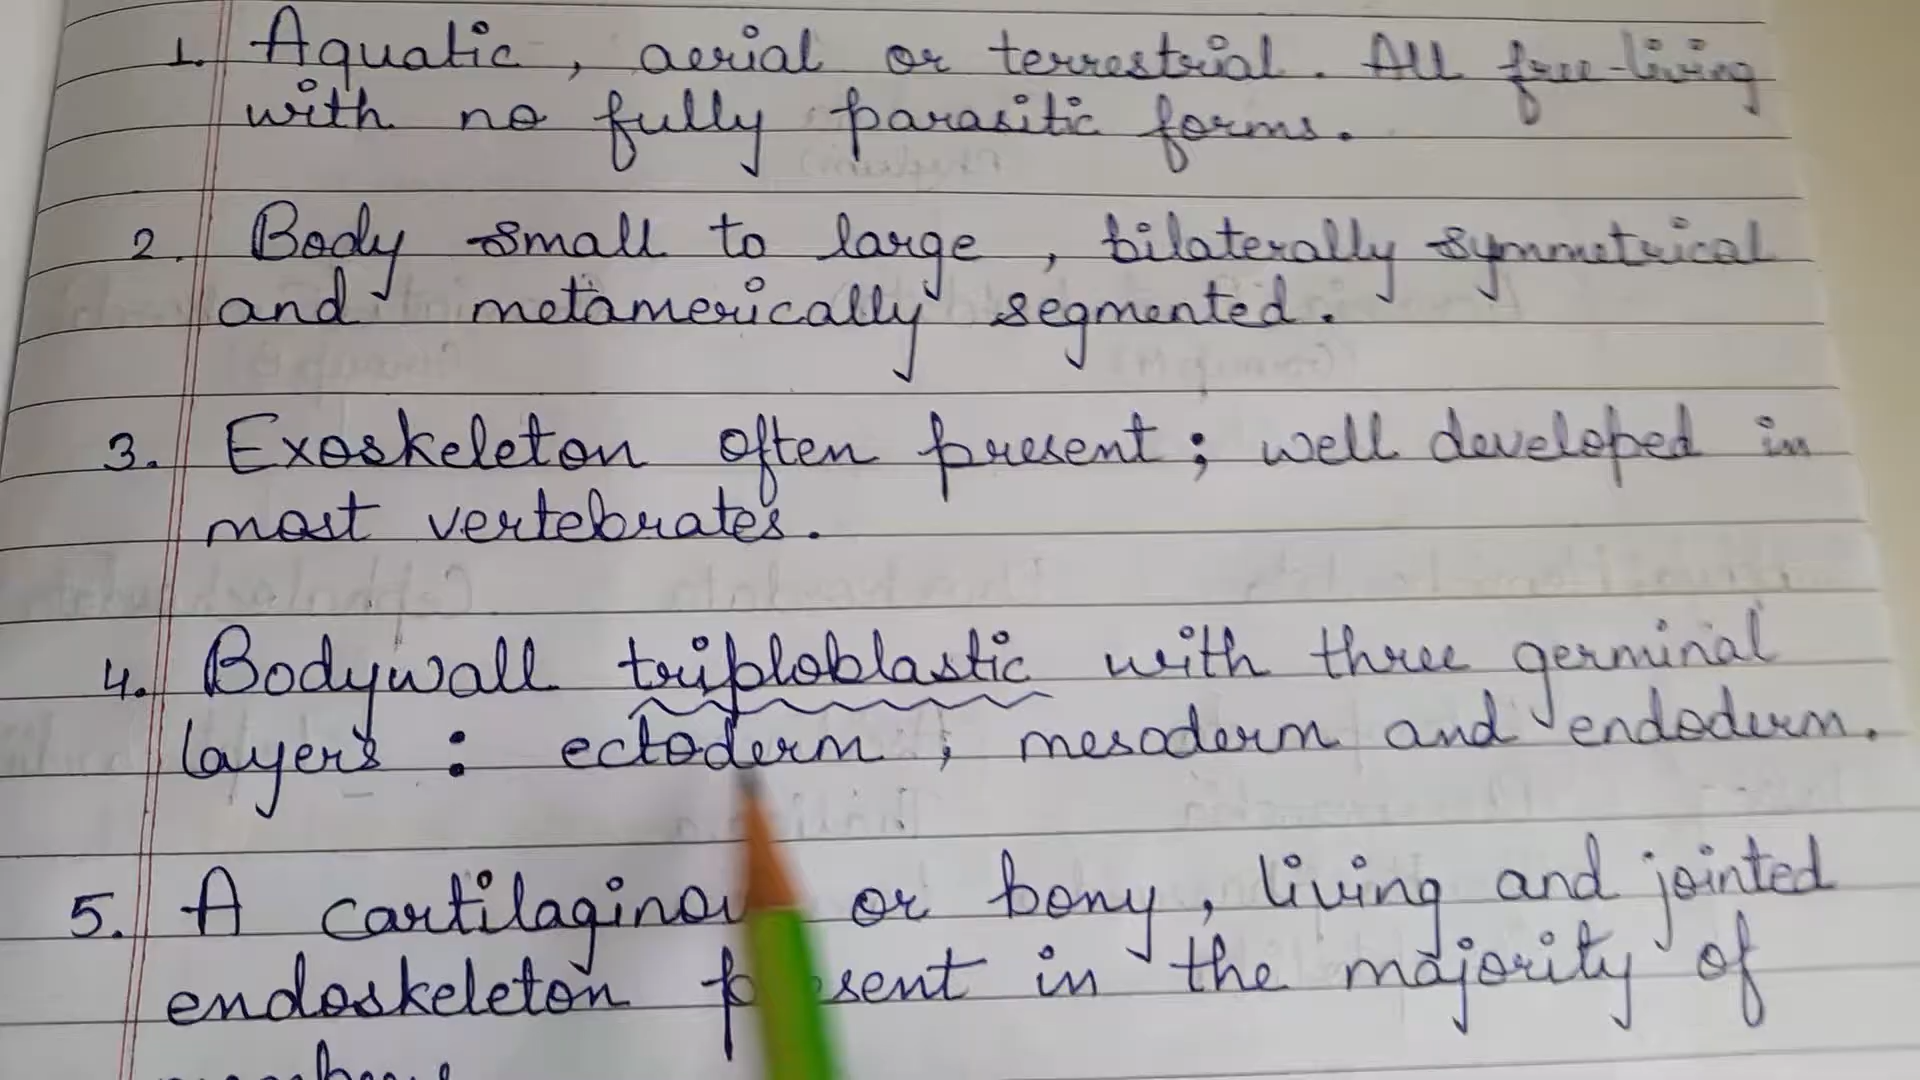 1. Aquatic, aerial or terrestrial. All free-living
with no fully parasitic forms.
2. Body small to large, bilaterally symmetrical
and metamerically segmented.
3. Exoskeleton often present; well developed in
most vertebrates.
4. Bodywall triploblastic with three germinal
layers : ectoderm, mesoderm and endoderm.
5. A cartilaginou or bony, living and jointed
endoskeleton p sent in the majority of